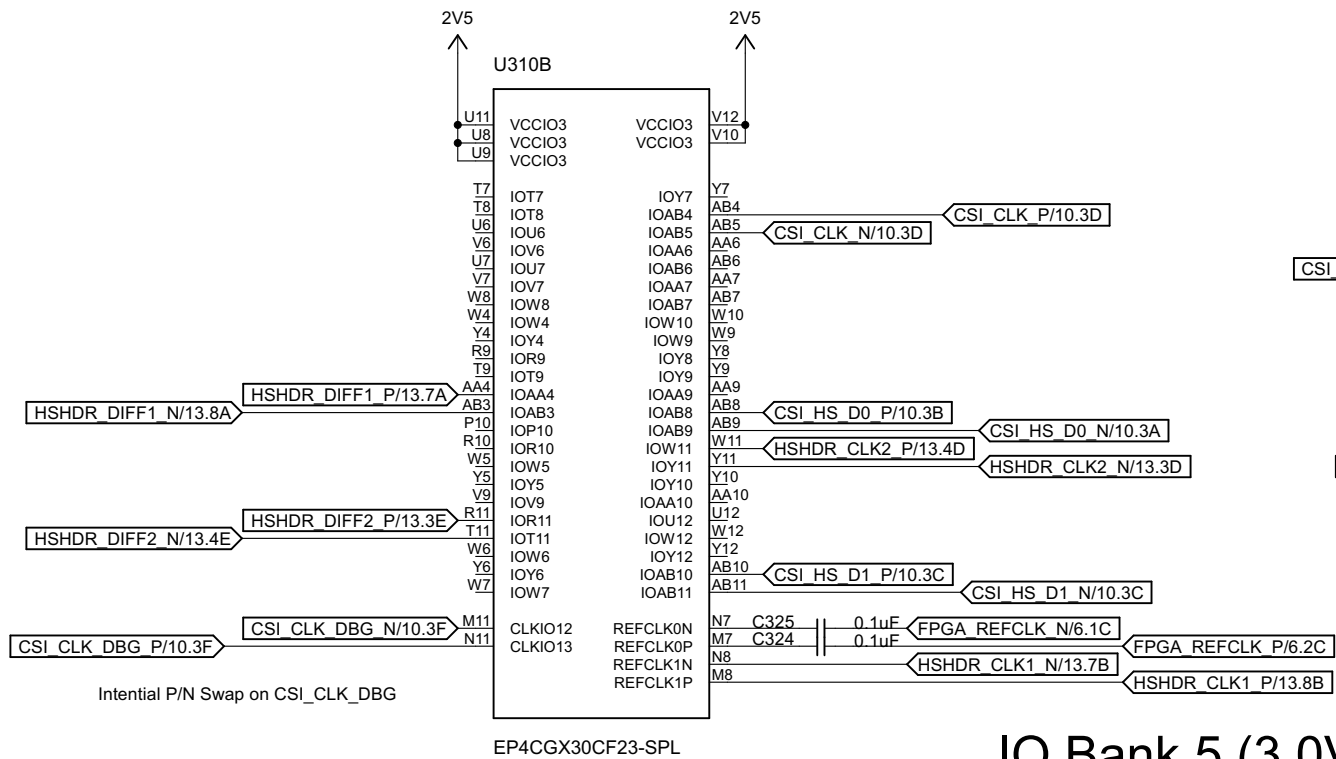 2V5 2V5
U310B
U11 VCCIO3 VCCIO3 V12
U8 VCCIO3 VCCIO3 V10
U9 VCCIO3
T7 IOT7 IOY7 Y7
T8 IOT8 IOAB4 AB4 CSI_CLK_P/10.3D
U6 IOU6 IOAB5 AB5 CSI_CLK_N/10.3D
V6 IOV6 IOAA6 AA6
U7 IOU7 IOAB6 AB6
V7 IOV7 IOAA7 AA7 CSI_
W8 IOW8 IOAB7 AB7
W4 IOW4 IOW10 W10
Y4 IOY4 IOW9 W9
R9 IOR9 IOY8 Y8
T9 IOT9 IOY9 Y9
HSHDR_DIFF1_P/13.7A AA4 IOAA4 IOAA9 AA9
HSHDR_DIFF1_N/13.8A AB3 IOAB3 IOAB8 AB8 CSI_HS_D0_P/10.3B
P10 IOP10 IOAB9 AB9 CSI_HS_D0_N/10.3A
R10 IOR10 IOW11 W11 HSHDR_CLK2_P/13.4D
W5 IOW5 IOY11 Y11 HSHDR_CLK2_N/13.3D
Y5 IOY5 IOY10 Y10
V9 IOV9 IOAA10 AA10
HSHDR_DIFF2_P/13.3E R11 IOR11 IOU12 U12
HSHDR_DIFF2_N/13.4E T11 IOT11 IOW12 W12
W6 IOW6 IOY12 Y12
Y6 IOY6 IOAB10 AB10 CSI_HS_D1_P/10.3C
W7 IOW7 IOAB11 AB11 CSI_HS_D1_N/10.3C
CSI_CLK_DBG_N/10.3F M11 CLKIO12 REFCLK0N N7 C325 0.1uF FPGA_REFCLK_N/6.1C
CSI_CLK_DBG_P/10.3F N11 CLKIO13 REFCLK0P M7 C324 0.1uF FPGA_REFCLK_P/6.2C
REFCLK1N N8 HSHDR_CLK1_N/13.7B
REFCLK1P M8 HSHDR_CLK1_P/13.8B
Intential P/N Swap on CSI_CLK_DBG
EP4CGX30CF23-SPL
IO Bank 5 (3.0V